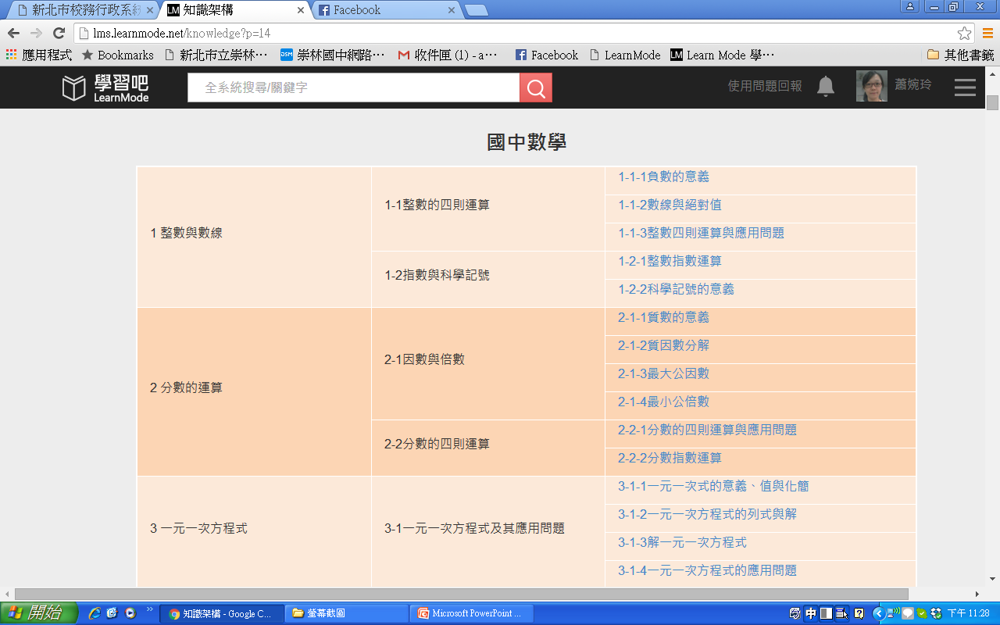 新北市校務行政系統
知識架構
Facebook
lms.learnmode.net/knowledge?p=14
應用程式 Bookmarks 新北市立崇林… 崇林國中網路… 收件匣 (1) - a… Facebook LearnMode Learn Mode 學… 其他書籤
學習吧
LearnMode
全系統搜尋/關鍵字
使用問題回報
蕭婉玲
國中數學
1 整數與數線
1-1整數的四則運算
1-1-1負數的意義
1-1-2數線與絕對值
1-1-3整數四則運算與應用問題
1-2指數與科學記號
1-2-1整數指數運算
1-2-2科學記號的意義
2 分數的運算
2-1因數與倍數
2-1-1質數的意義
2-1-2質因數分解
2-1-3最大公因數
2-1-4最小公倍數
2-2分數的四則運算
2-2-1分數的四則運算與應用問題
2-2-2分數指數運算
3 一元一次方程式
3-1一元一次方程式及其應用問題
3-1-1一元一次式的意義、值與化簡
3-1-2一元一次方程式的列式與解
3-1-3解一元一次方程式
3-1-4一元一次方程式的應用問題
開始
知識架構 - Google C...
螢幕截圖
Microsoft PowerPoint ...
中
下午 11:28